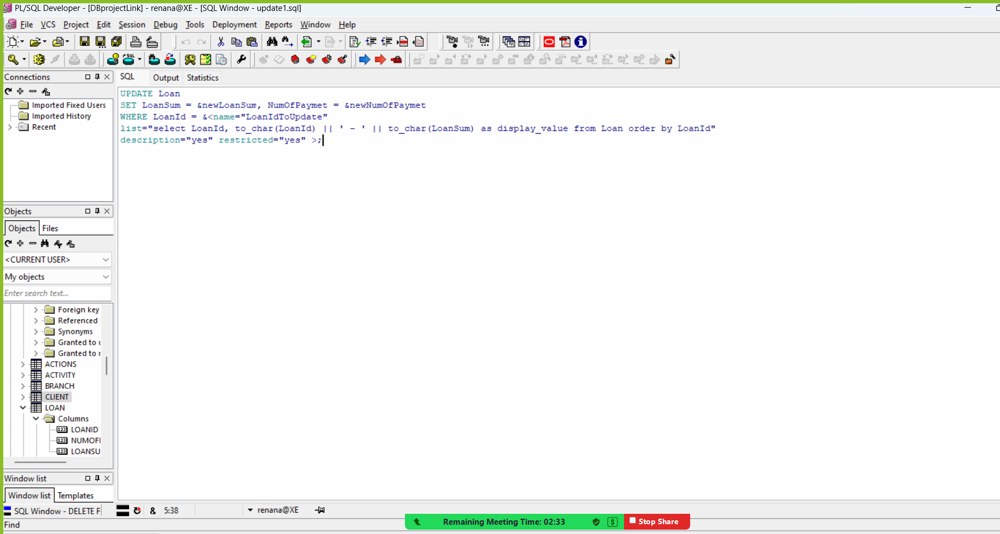 PL/SQL Developer - [DBprojectLink] - renana@XE - [SQL Window - update1.sql]
File VCS Project Edit Session Debug Tools Deployment Reports Window Help
Connections
SQL Output Statistics
Imported Fixed Users
Imported History
Recent
UPDATE Loan
SET LoanSum = &newLoanSum, NumOfPaymet = &newNumOfPaymet
WHERE LoanId = &<name="LoanIdToUpdate"
list="select LoanId, to_char(LoanId) || ' - ' || to_char(LoanSum) as display_value from Loan order by LoanId"
description="yes" restricted="yes" >;
Objects
Objects Files
<CURRENT USER>
My objects
Enter search text...
Foreign key
Referenced
Synonyms
Granted to
Granted to
ACTIONS
ACTIVITY
BRANCH
CLIENT
LOAN
Columns
LOANID
NUMOF
LOANSU
Window list
Window list Templates
SQL Window - DELETE F
& 5:38 renana@XE
Find
Remaining Meeting Time: 02:33 Stop Share